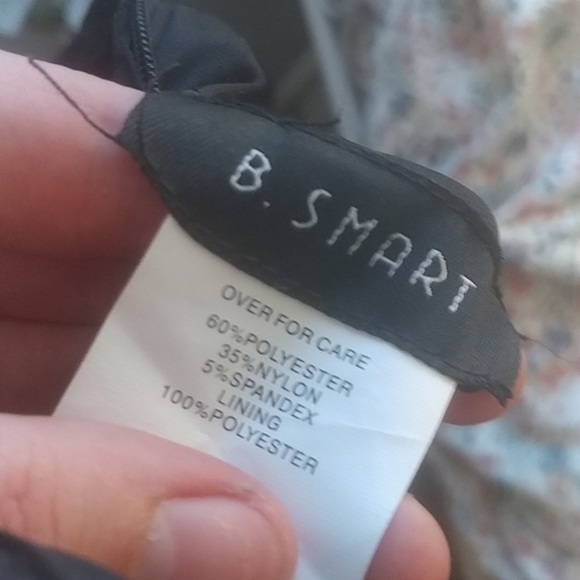 B. SMART
OVER FOR CARE
60%POLYESTER
35%NYLON
5%SPANDEX
LINING
100%POLYESTER